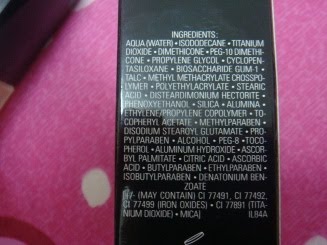 INGREDIENTS:
AQUA (WATER) • ISODODECANE • TITANIUM
DIOXIDE • DIMETHICONE • PEG-10 DIMETHI-
CONE • PROPYLENE GLYCOL • CYCLOPEN-
TASILOXANE • BIOSACCHARIDE GUM-1 •
TALC • METHYL METHACRYLATE CROSSPO-
LYMER • POLYETHYLACRYLATE • STEARIC
ACID • DISTEARDIMONIUM HECTORITE •
PHENOXYETHANOL • SILICA • ALUMINA •
ETHYLENE/PROPYLENE COPOLYMER • TO-
COPHERYL ACETATE • METHYLPARABEN •
DISODIUM STEAROYL GLUTAMATE • PRO-
PYLPARABEN • ALCOHOL • PEG-8 • TOCO-
PHEROL • ALUMINUM HYDROXIDE • ASCOR-
BYL PALMITATE • CITRIC ACID • ASCORBIC
ACID • BUTYLPARABEN • ETHYLPARABEN •
ISOBUTYLPARABEN • DENATONIUM BEN-
ZOATE
[+/- (MAY CONTAIN) CI 77491, CI 77492,
CI 77499 (IRON OXIDES) • CI 77891 (TITA-
NIUM DIOXIDE) • MICA] IL84A